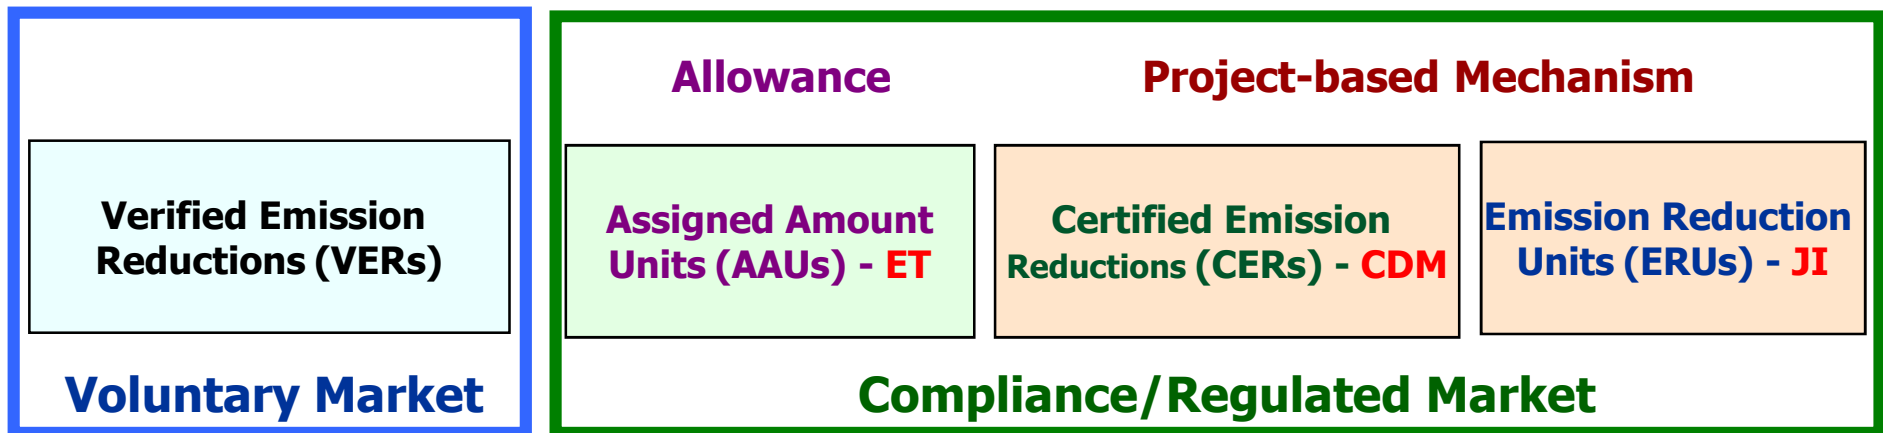 Verified Emission
Reductions (VERs)
Voluntary Market
Allowance
Project-based Mechanism
Assigned Amount
Units (AAUs) - ET
Certified Emission
Reductions (CERs) - CDM
Emission Reduction
Units (ERUs) - JI
Compliance/Regulated Market